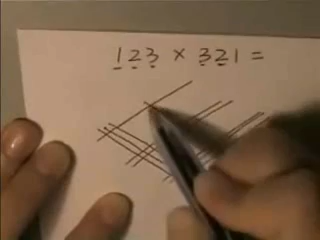 123 × 321 =